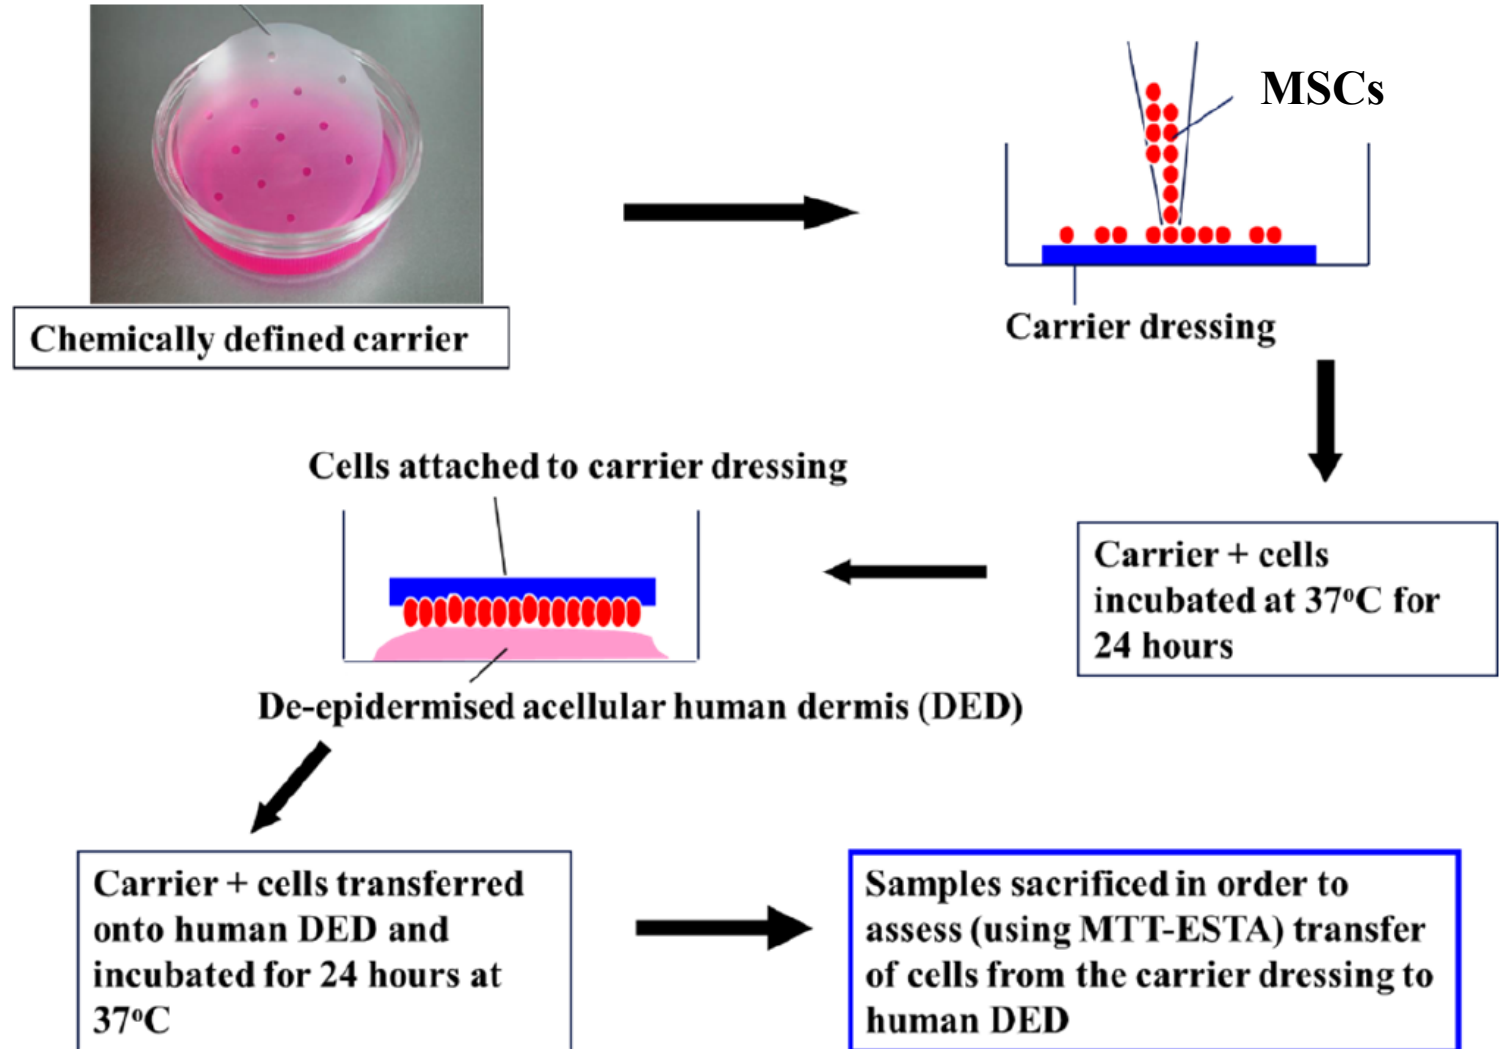 MSCs
Chemically defined carrier
Carrier dressing
Cells attached to carrier dressing
Carrier + cells
incubated at 37ºC for
24 hours
De-epidermised acellular human dermis (DED)
Carrier + cells transferred
onto human DED and
incubated for 24 hours at
37ºC
Samples sacrificed in order to
assess (using MTT-ESTA) transfer
of cells from the carrier dressing to
human DED